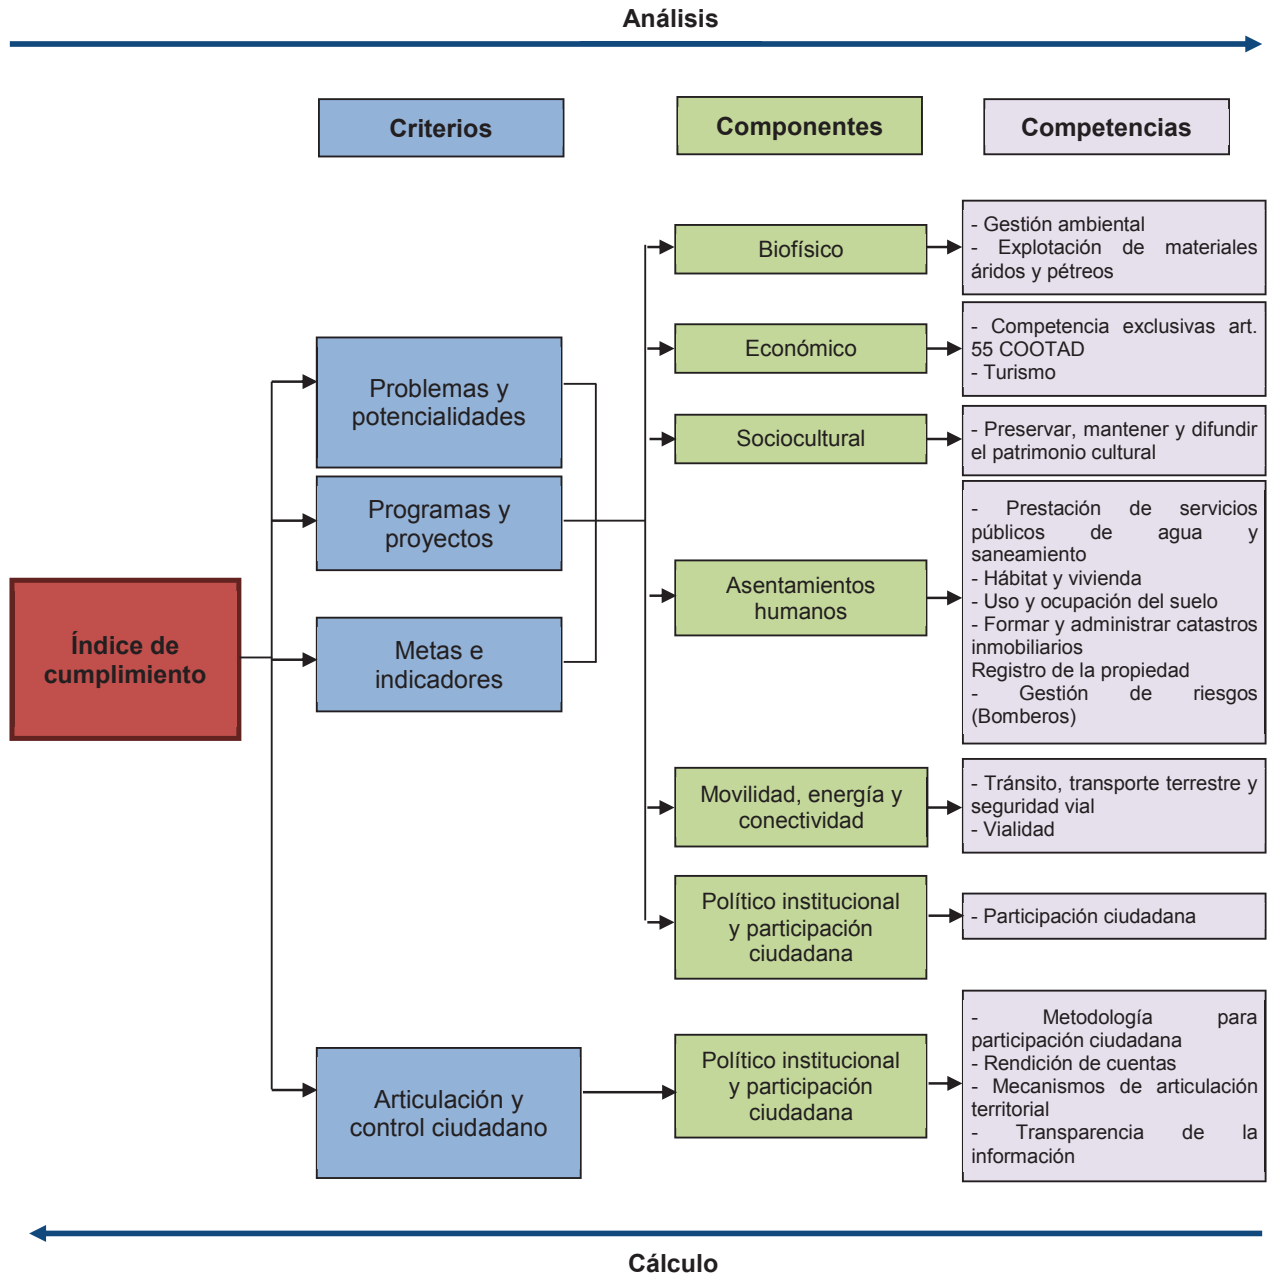 Análisis
Criterios
Componentes
Competencias
Biofísico
- Gestión ambiental
- Explotación de materiales
áridos y pétreos
Económico
- Competencia exclusivas art.
55 COOTAD
- Turismo
Problemas y
potencialidades
Sociocultural
- Preservar, mantener y difundir
el patrimonio cultural
Programas y
proyectos
Asentamientos
humanos
- Prestación de servicios
públicos de agua y
saneamiento
- Hábitat y vivienda
- Uso y ocupación del suelo
- Formar y administrar catastros
inmobiliarios
Registro de la propiedad
- Gestión de riesgos
(Bomberos)
Índice de
cumplimiento
Metas e
indicadores
Movilidad, energía y
conectividad
- Tránsito, transporte terrestre y
seguridad vial
- Vialidad
Político institucional
y participación
ciudadana
- Participación ciudadana
Articulación y
control ciudadano
Político institucional
y participación
ciudadana
- Metodología para
participación ciudadana
- Rendición de cuentas
- Mecanismos de articulación
territorial
- Transparencia de la
información
Cálculo